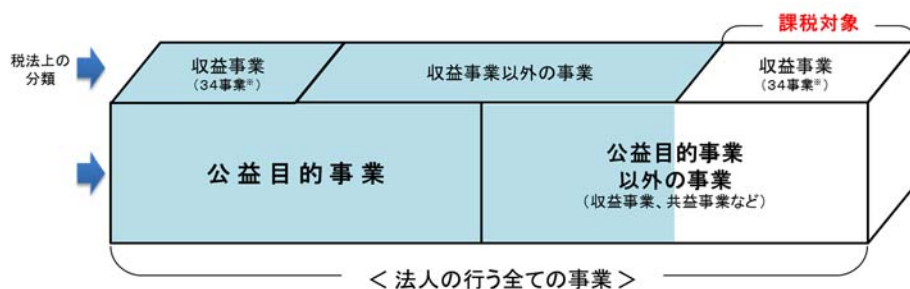 課税対象
税法上の
分類
収益事業
（34事業※）
収益事業以外の事業
収益事業
（34事業※）
公益目的事業
公益目的事業
以外の事業
（収益事業、共益事業など）
＜法人の行う全ての事業＞